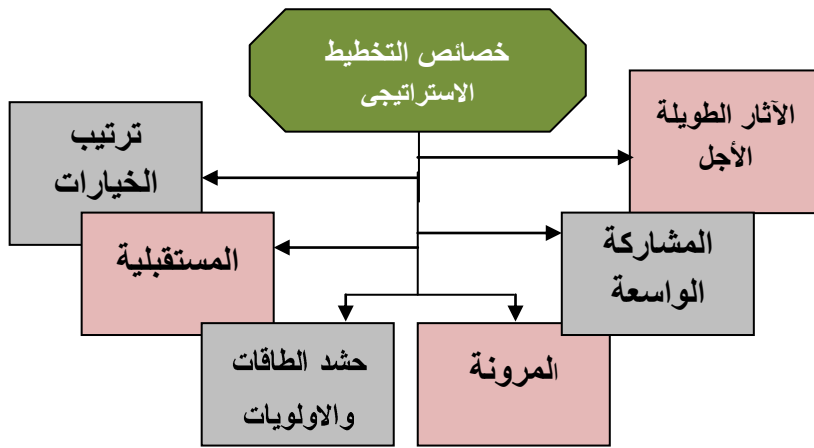 خصائص التخطيط
الاستراتيجى
الآثار الطويلة
الأجل
ترتيب
الخيارات
المشاركة
الواسعة
المستقبلية
المرونة
حشد الطاقات
والاولويات